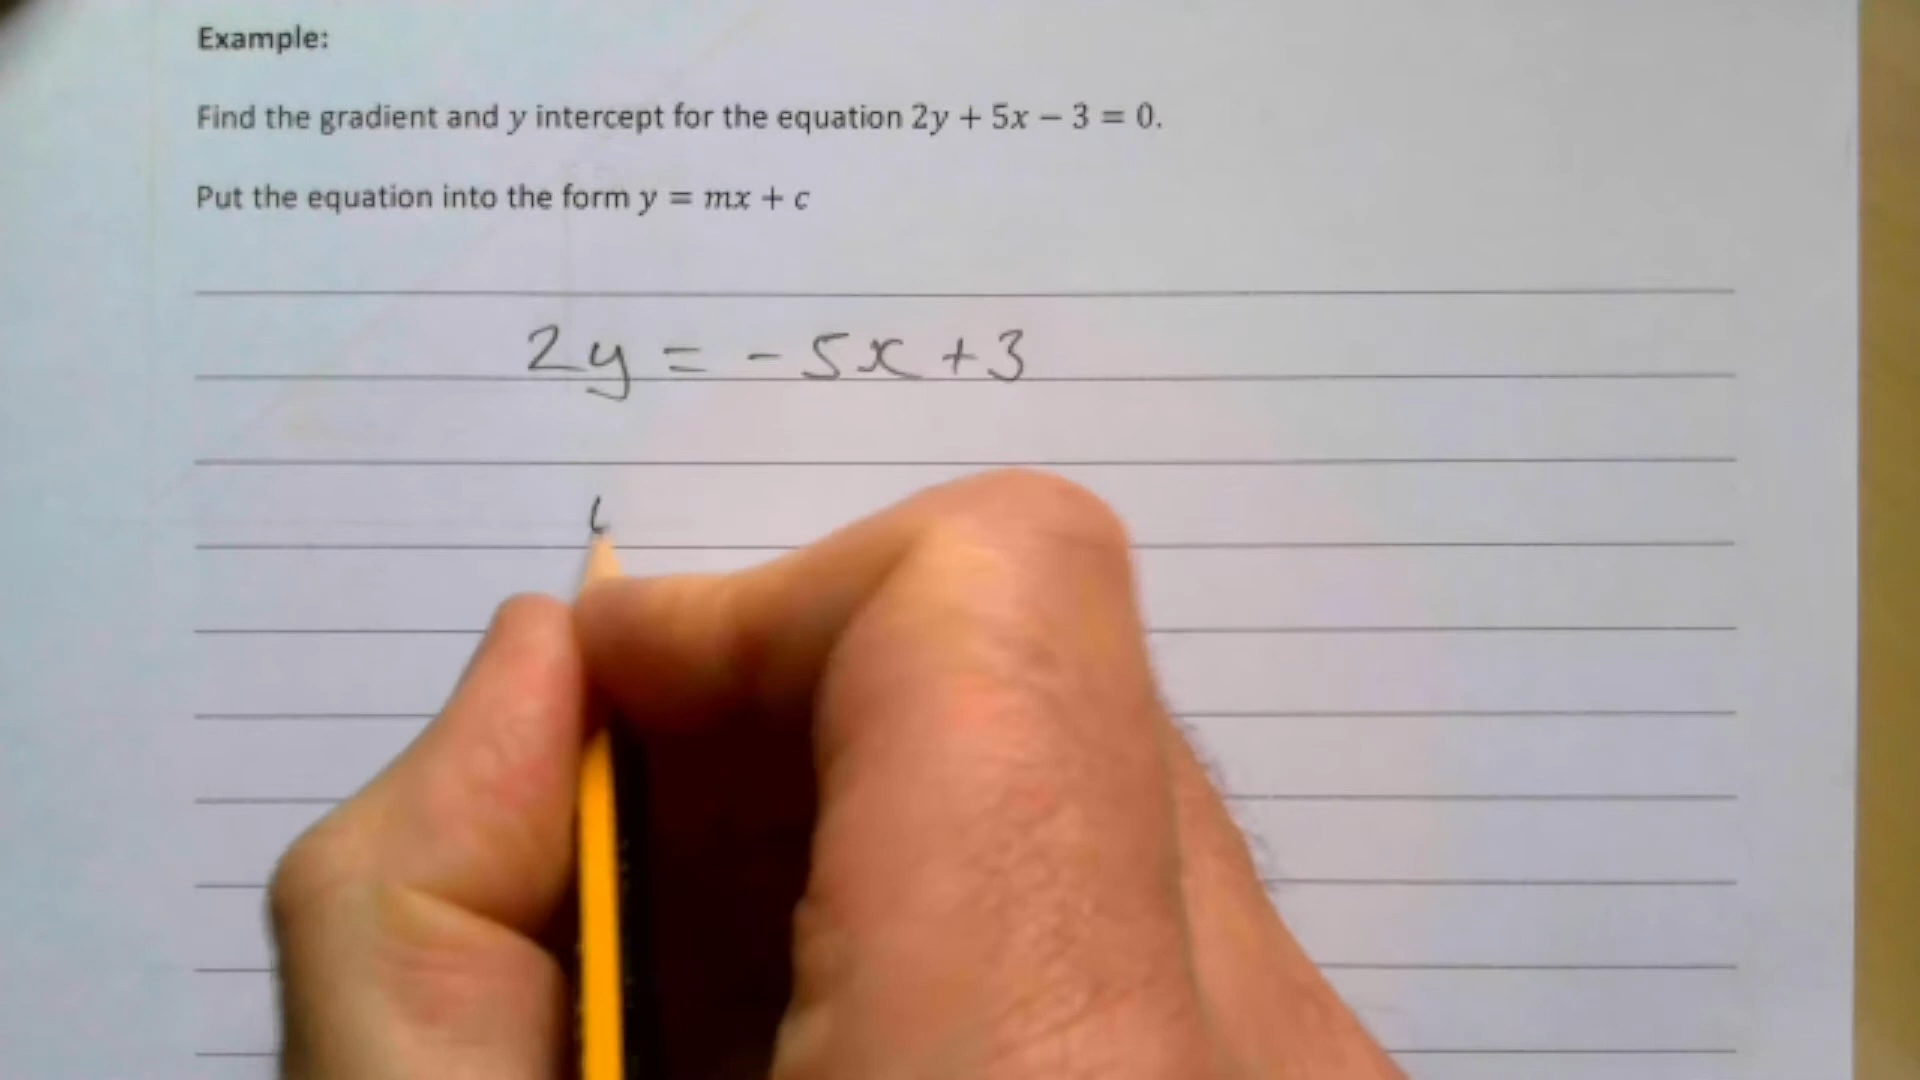 Example:
Find the gradient and y intercept for the equation 2y + 5x − 3 = 0.
Put the equation into the form y = mx + c
2y = - 5x + 3